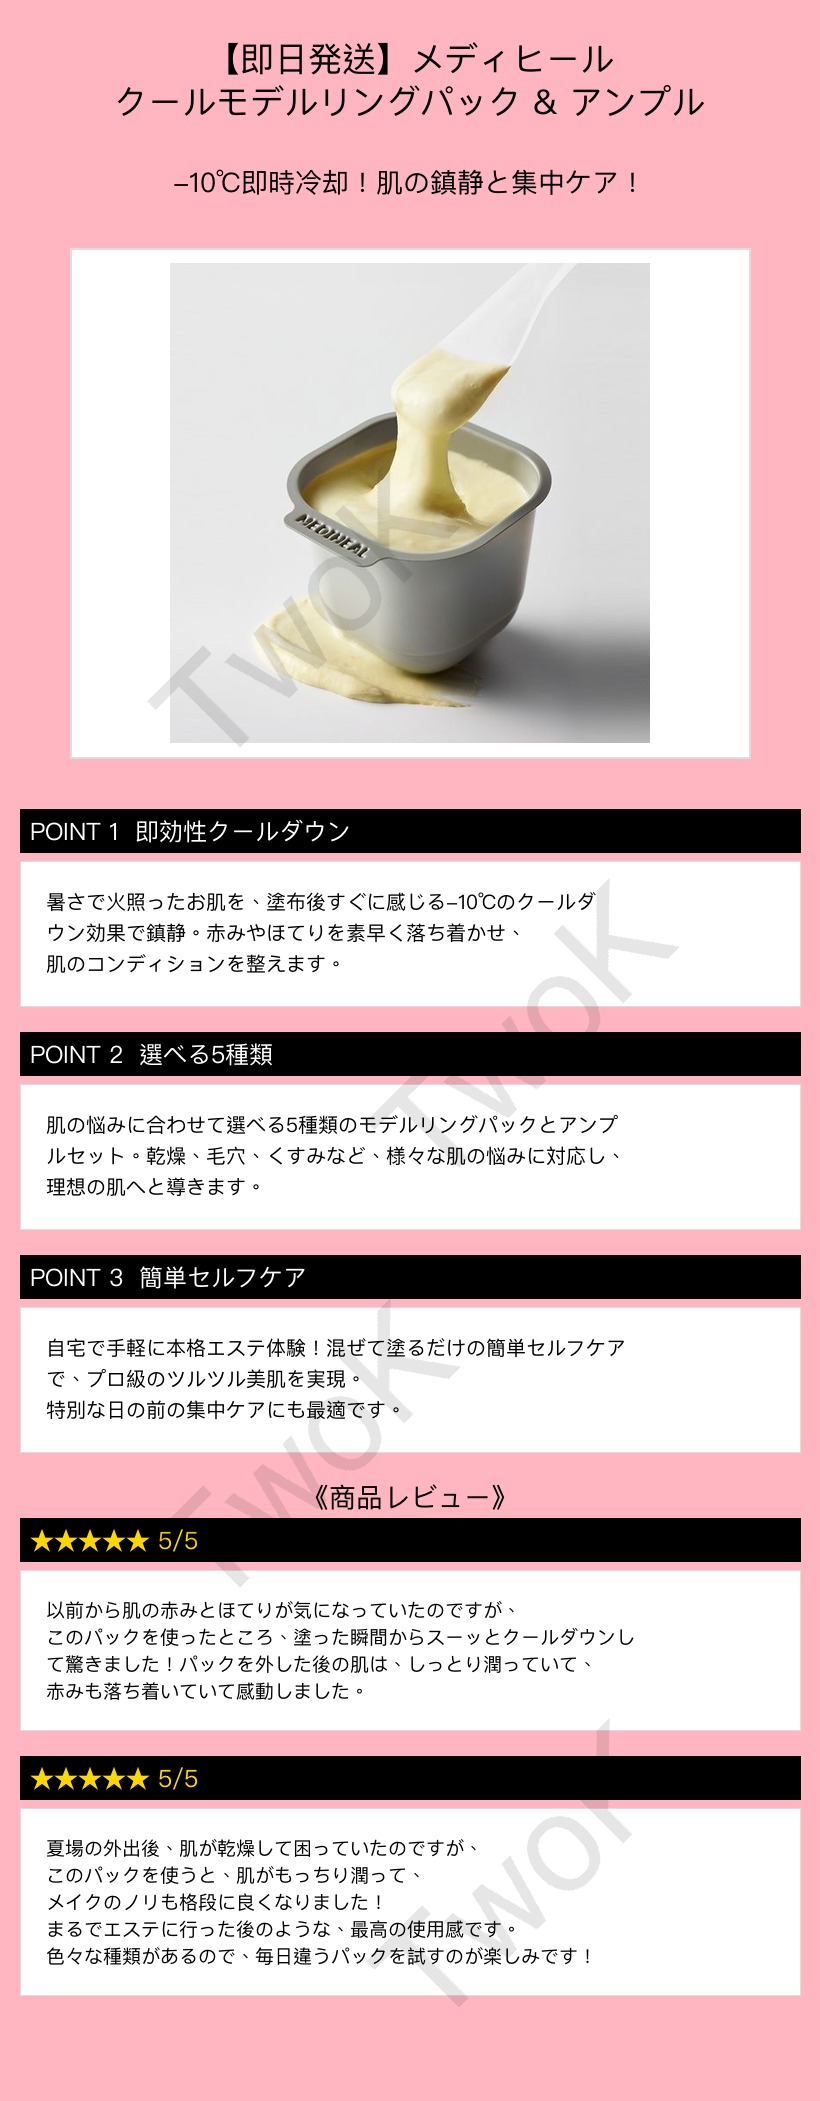 【即日発送】メディヒール
クールモデルリングパック & アンプル
–10℃即時冷却！肌の鎮静と集中ケア！
MEDIHEAL
TwoK
POINT 1 即効性クールダウン
暑さで火照ったお肌を、塗布後すぐに感じる–10℃のクールダ
ウン効果で鎮静。赤みやほてりを素早く落ち着かせ、
肌のコンディションを整えます。
TwoK
POINT 2 選べる5種類
肌の悩みに合わせて選べる5種類のモデルリングパックとアンプ
ルセット。乾燥、毛穴、くすみなど、様々な肌の悩みに対応し、
理想の肌へと導きます。
POINT 3 簡単セルフケア
自宅で手軽に本格エステ体験！混ぜて塗るだけの簡単セルフケア
で、プロ級のツルツル美肌を実現。
特別な日の前の集中ケアにも最適です。
TwoK
《商品レビュー》
★★★★★ 5/5
以前から肌の赤みとほてりが気になっていたのですが、
このパックを使ったところ、塗った瞬間からスーッとクールダウンし
て驚きました！パックを外した後の肌は、しっとり潤っていて、
赤みも落ち着いていて感動しました。
★★★★★ 5/5
夏場の外出後、肌が乾燥して困っていたのですが、
このパックを使うと、肌がもっちり潤って、
メイクのノリも格段に良くなりました！
まるでエステに行った後のような、最高の使用感です。
色々な種類があるので、毎日違うパックを試すのが楽しみです！
TwoK